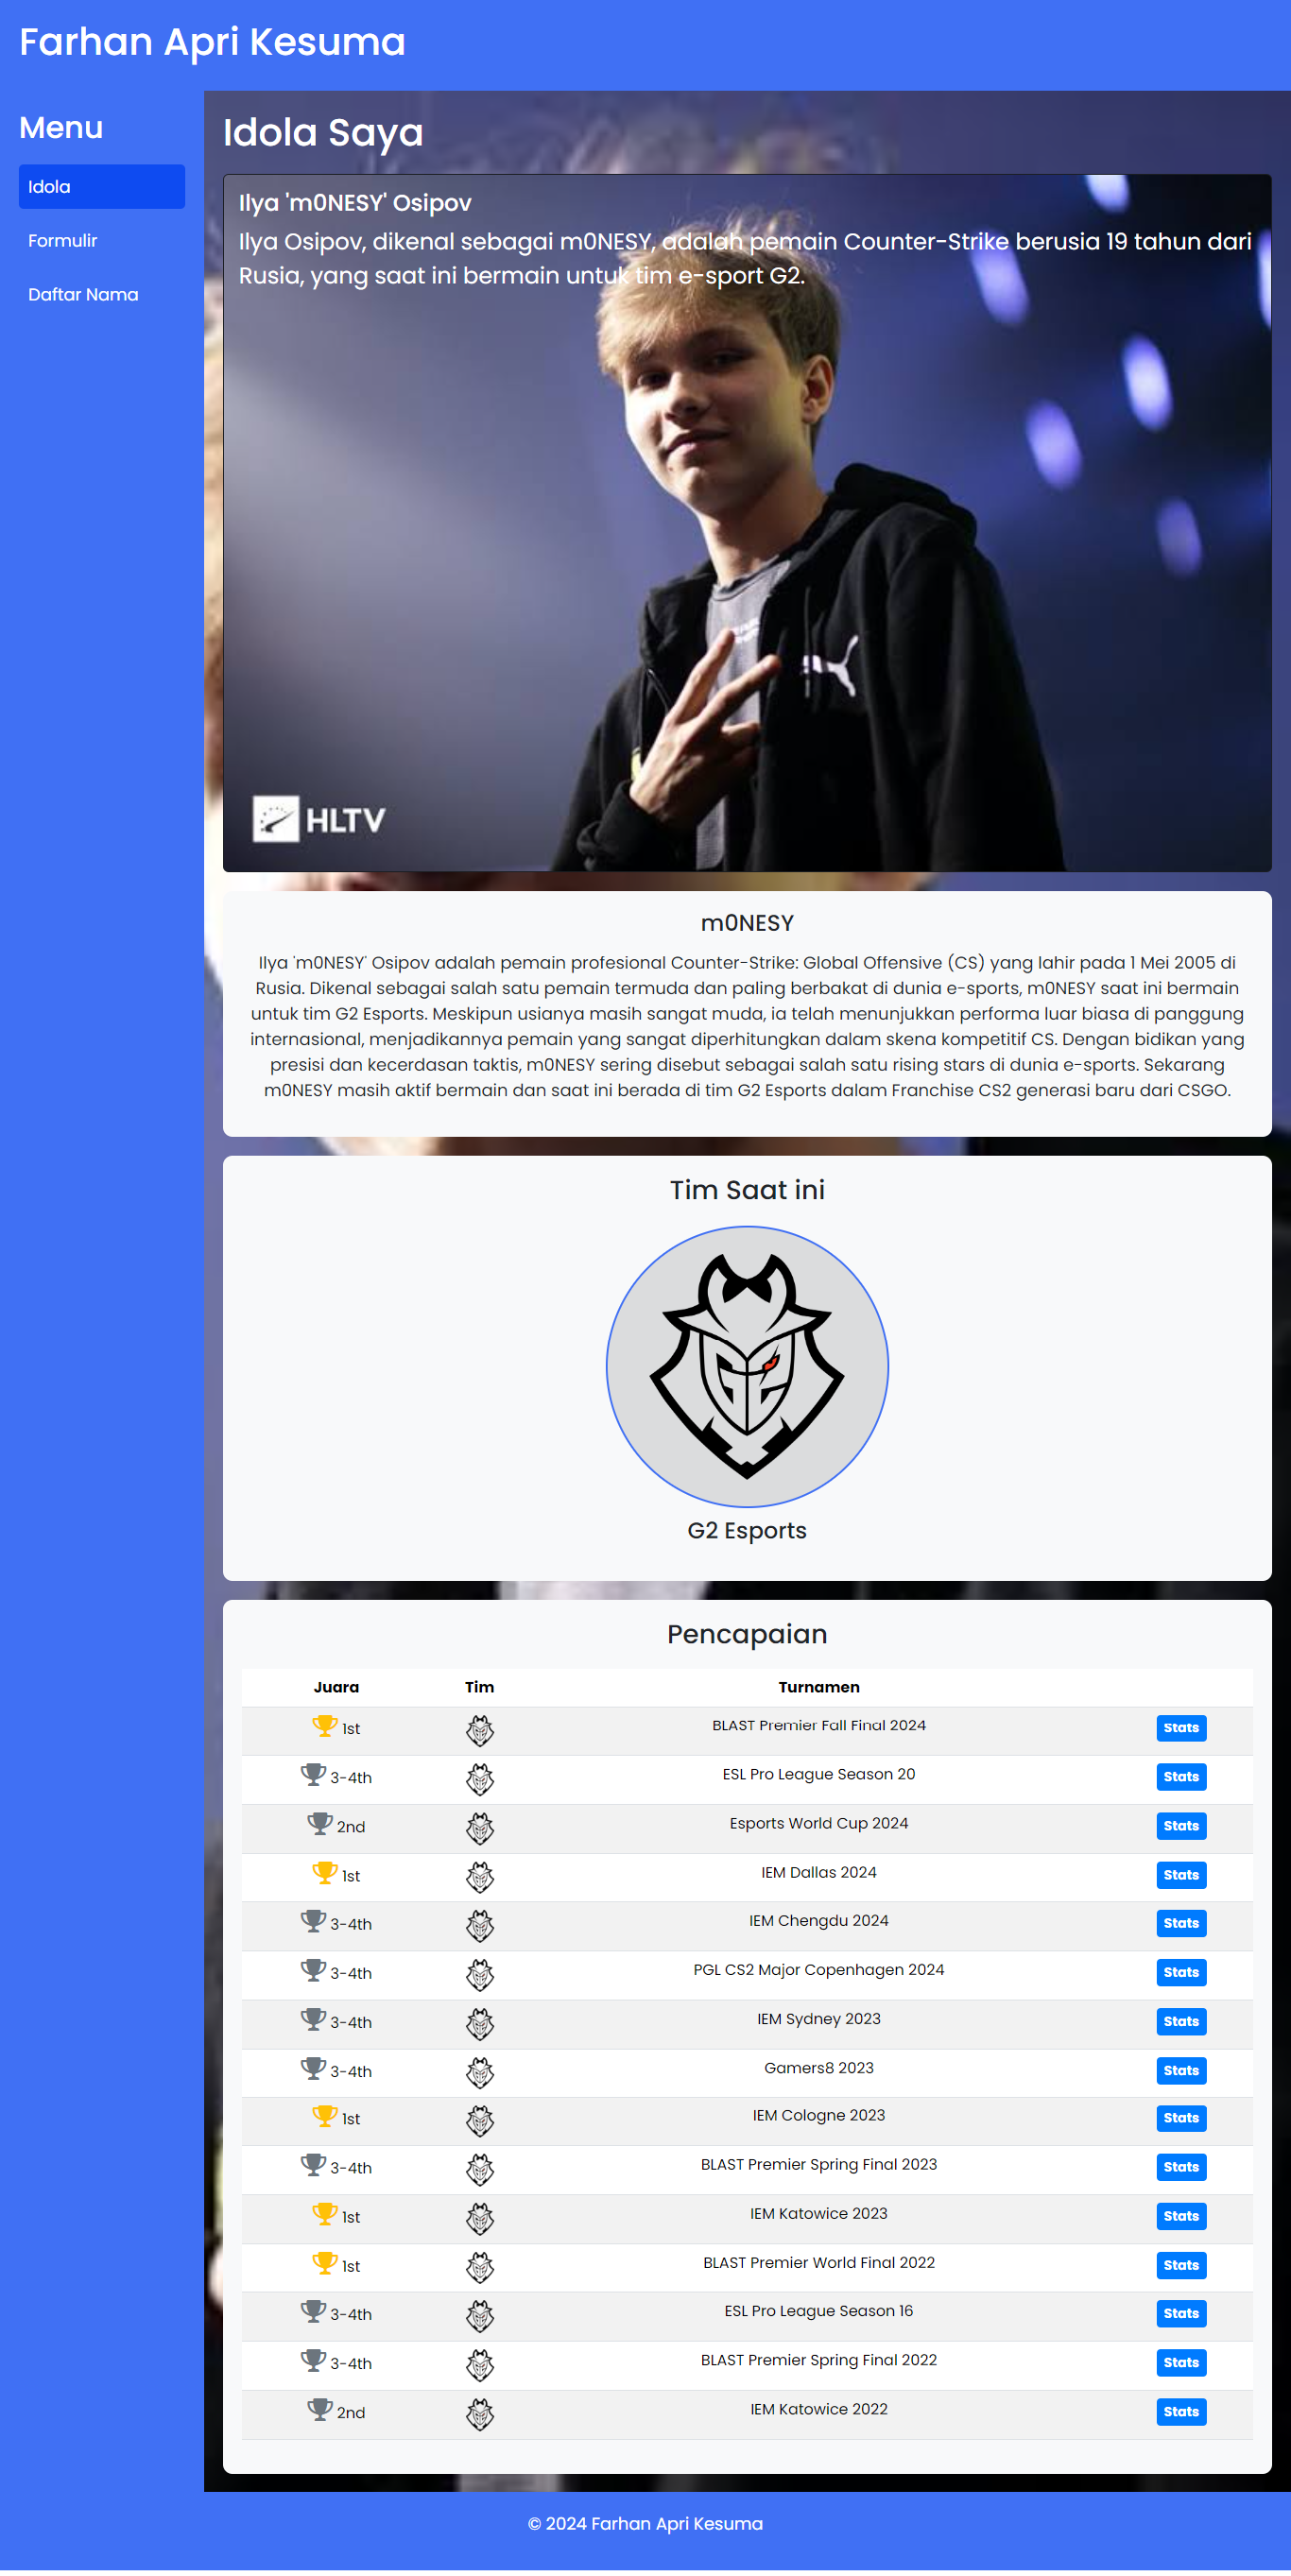 Farhan Apri Kesuma
Menu
Idola
Formulir
Daftar Nama
Idola Saya
Ilya 'm0NESY' Osipov
Ilya Osipov, dikenal sebagai m0NESY, adalah pemain Counter-Strike berusia 19 tahun dari
Rusia, yang saat ini bermain untuk tim e-sport G2.
HLTV
m0NESY
Ilya 'm0NESY' Osipov adalah pemain profesional Counter-Strike: Global Offensive (CS) yang lahir pada 1 Mei 2005 di
Rusia. Dikenal sebagai salah satu pemain termuda dan paling berbakat di dunia e-sports, m0NESY saat ini bermain
untuk tim G2 Esports. Meskipun usianya masih sangat muda, ia telah menunjukkan performa luar biasa di panggung
internasional, menjadikannya pemain yang sangat diperhitungkan dalam skena kompetitif CS. Dengan bidikan yang
presisi dan kecerdasan taktis, m0NESY sering disebut sebagai salah satu rising stars di dunia e-sports. Sekarang
m0NESY masih aktif bermain dan saat ini berada di tim G2 Esports dalam Franchise CS2 generasi baru dari CSGO.
Tim Saat ini
G2 Esports
Pencapaian
Juara Tim Turnamen
1st BLAST Premier Fall Final 2024 Stats
3-4th ESL Pro League Season 20 Stats
2nd Esports World Cup 2024 Stats
1st IEM Dallas 2024 Stats
3-4th IEM Chengdu 2024 Stats
3-4th PGL CS2 Major Copenhagen 2024 Stats
3-4th IEM Sydney 2023 Stats
3-4th Gamers8 2023 Stats
1st IEM Cologne 2023 Stats
3-4th BLAST Premier Spring Final 2023 Stats
1st IEM Katowice 2023 Stats
1st BLAST Premier World Final 2022 Stats
3-4th ESL Pro League Season 16 Stats
3-4th BLAST Premier Spring Final 2022 Stats
2nd IEM Katowice 2022 Stats
© 2024 Farhan Apri Kesuma